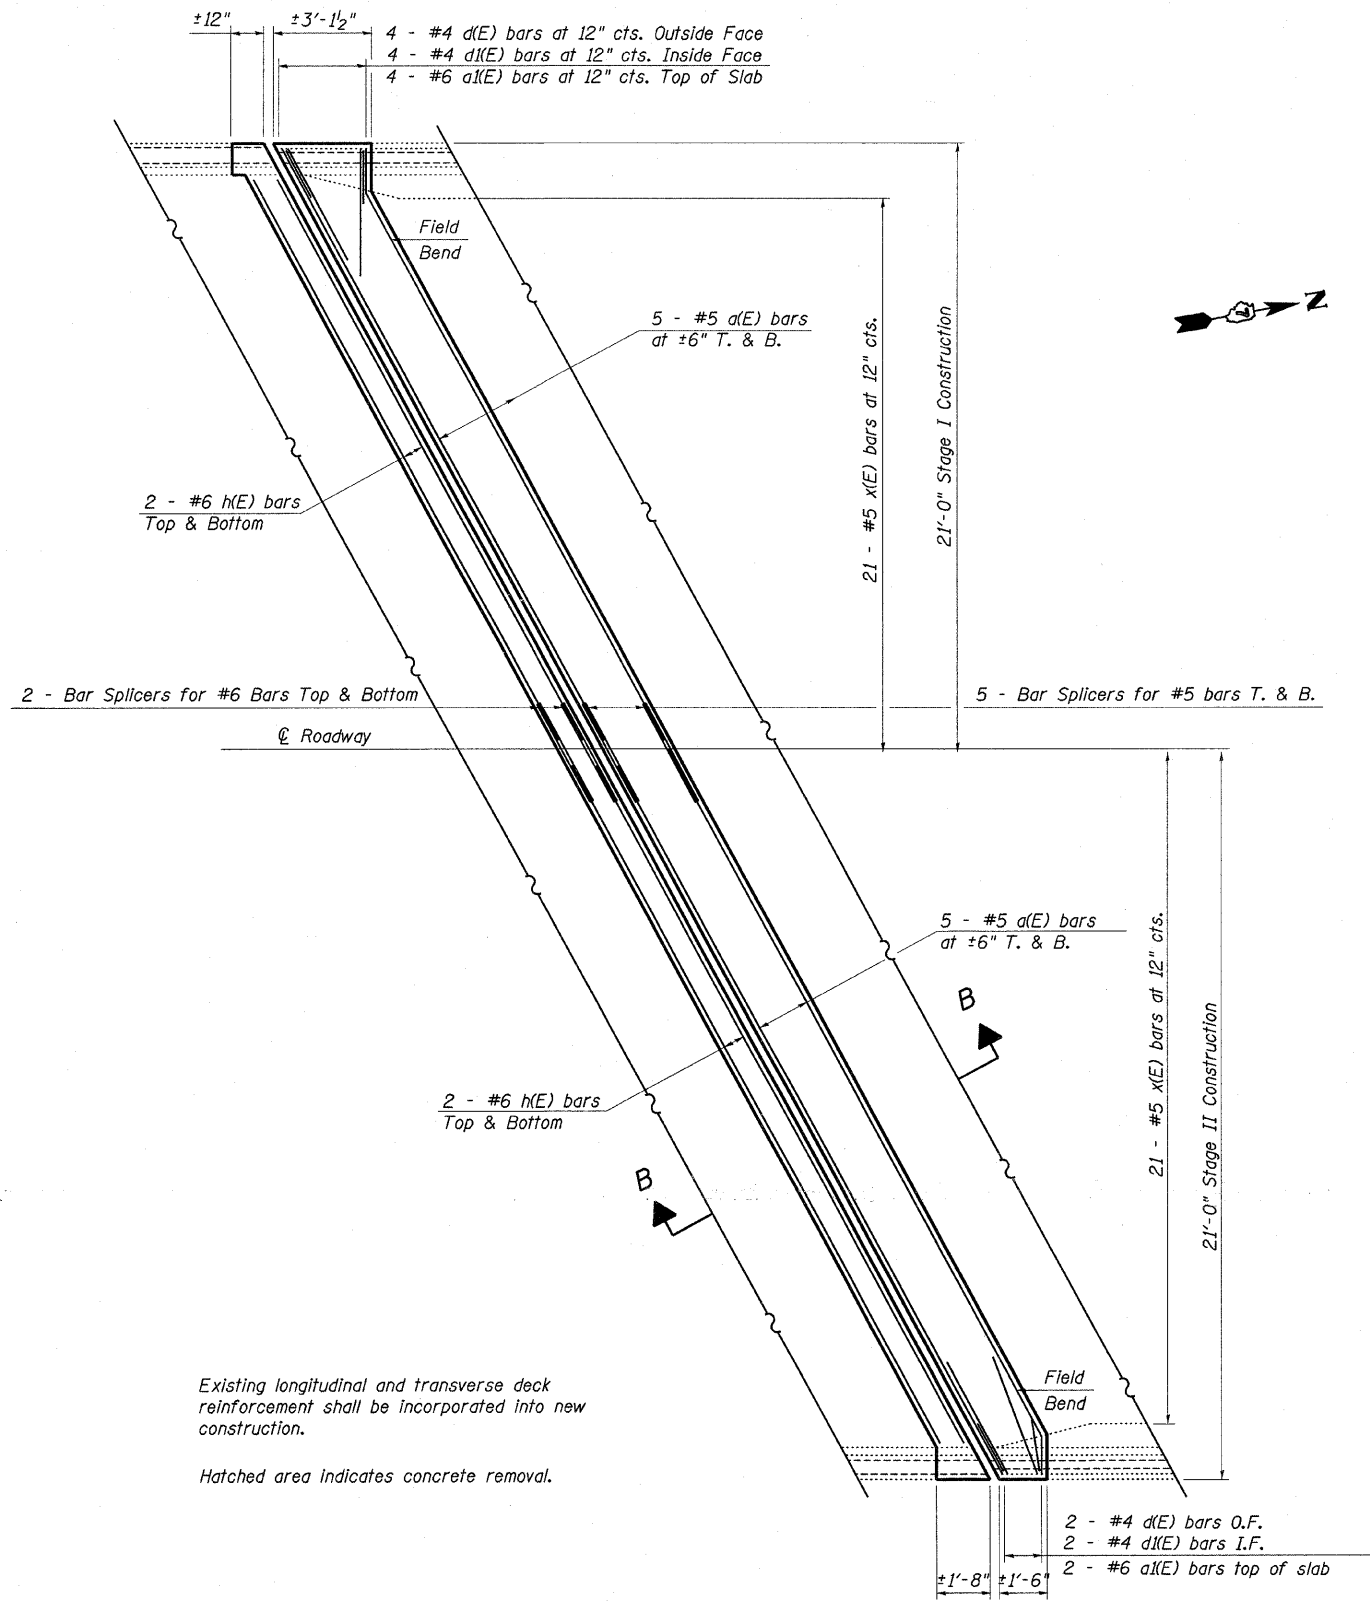 ±12"
±3'-1½"
4 - #4 d(E) bars at 12" cts. Outside Face
4 - #4 d1(E) bars at 12" cts. Inside Face
4 - #6 a1(E) bars at 12" cts. Top of Slab
Field
Bend
5 - #5 a(E) bars
at ±6" T. & B.
21 - #5 x(E) bars at 12" cts.
21'-0" Stage I Construction
N
2 - #6 h(E) bars
Top & Bottom
2 - Bar Splicers for #6 Bars Top & Bottom
5 - Bar Splicers for #5 bars T. & B.
℄ Roadway
5 - #5 a(E) bars
at ±6" T. & B.
B
21 - #5 x(E) bars at 12" cts.
21'-0" Stage II Construction
2 - #6 h(E) bars
Top & Bottom
B
Existing longitudinal and transverse deck
reinforcement shall be incorporated into new
construction.
Hatched area indicates concrete removal.
Field
Bend
2 - #4 d(E) bars O.F.
2 - #4 d1(E) bars I.F.
2 - #6 a1(E) bars top of slab
±1'-8"
±1'-6"